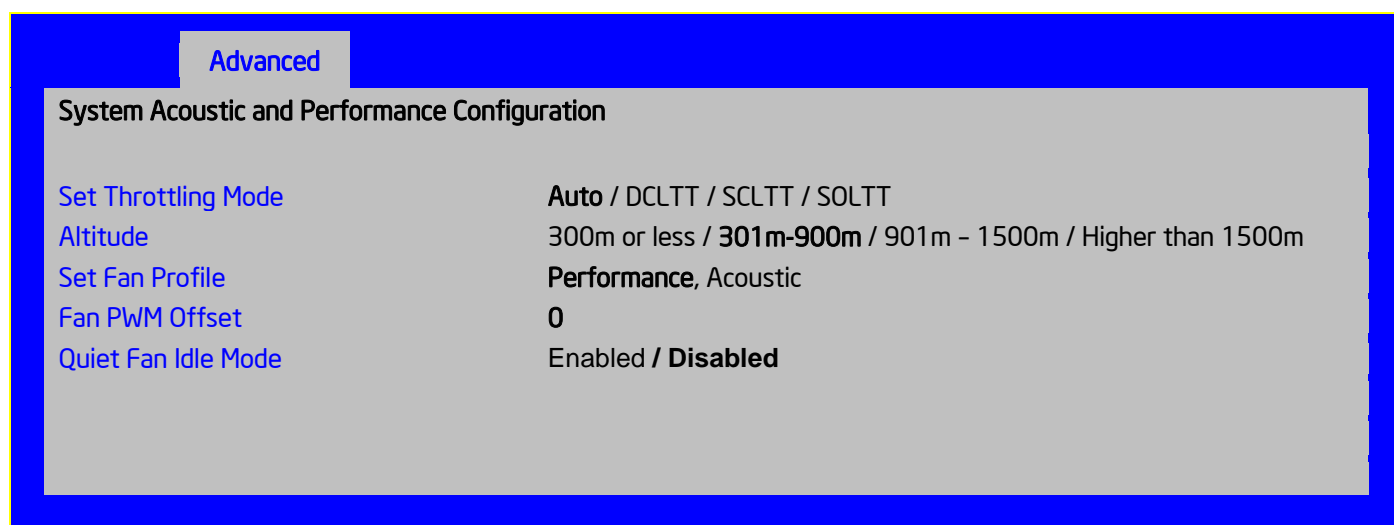 Advanced
System Acoustic and Performance Configuration
Set Throttling Mode Auto / DCLTT / SCLTT / SOLTT
Altitude 300m or less / 301m-900m / 901m – 1500m / Higher than 1500m
Set Fan Profile Performance, Acoustic
Fan PWM Offset 0
Quiet Fan Idle Mode Enabled / Disabled